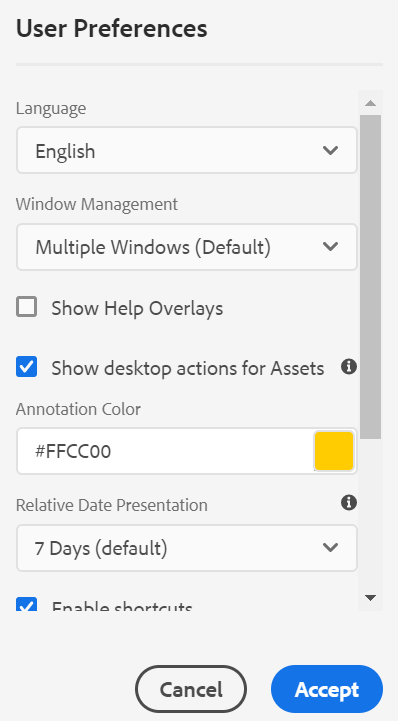 User Preferences
Language
English
Window Management
Multiple Windows (Default)
Show Help Overlays
Show desktop actions for Assets
Annotation Color
#FFCC00
Relative Date Presentation
7 Days (default)
Enable shortcuts
Cancel
Accept